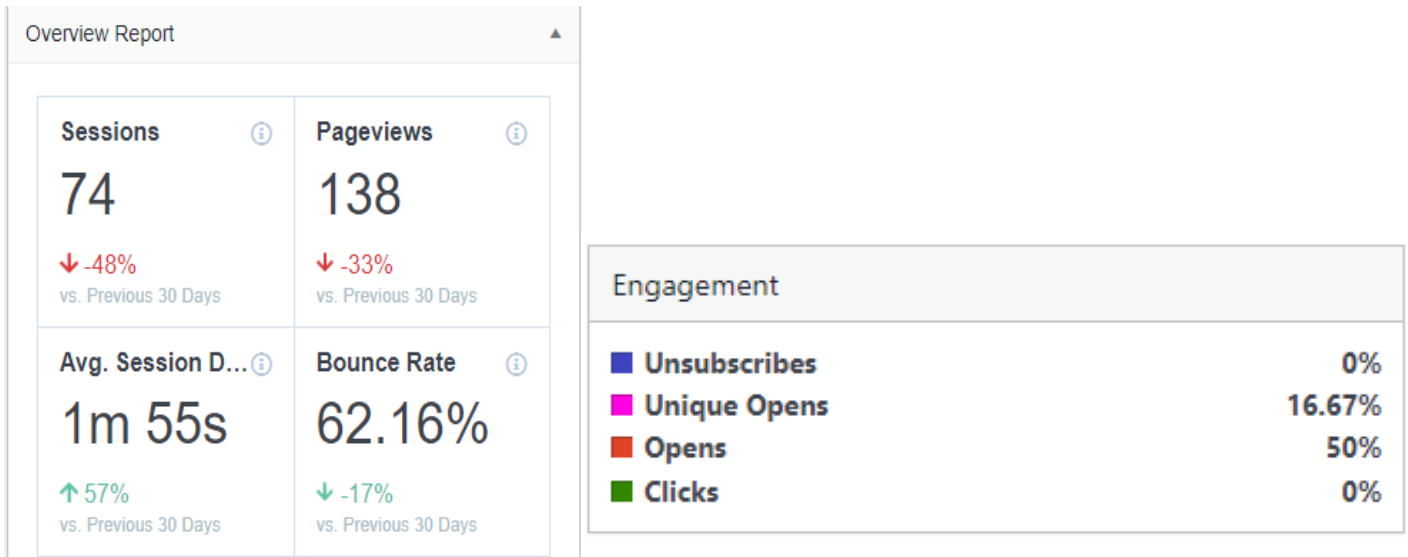 Overview Report
Sessions
74
-48%
vs. Previous 30 Days
Pageviews
138
-33%
vs. Previous 30 Days
Avg. Session D...
1m 55s
57%
vs. Previous 30 Days
Bounce Rate
62.16%
-17%
vs. Previous 30 Days
Engagement
Unsubscribes 0%
Unique Opens 16.67%
Opens 50%
Clicks 0%